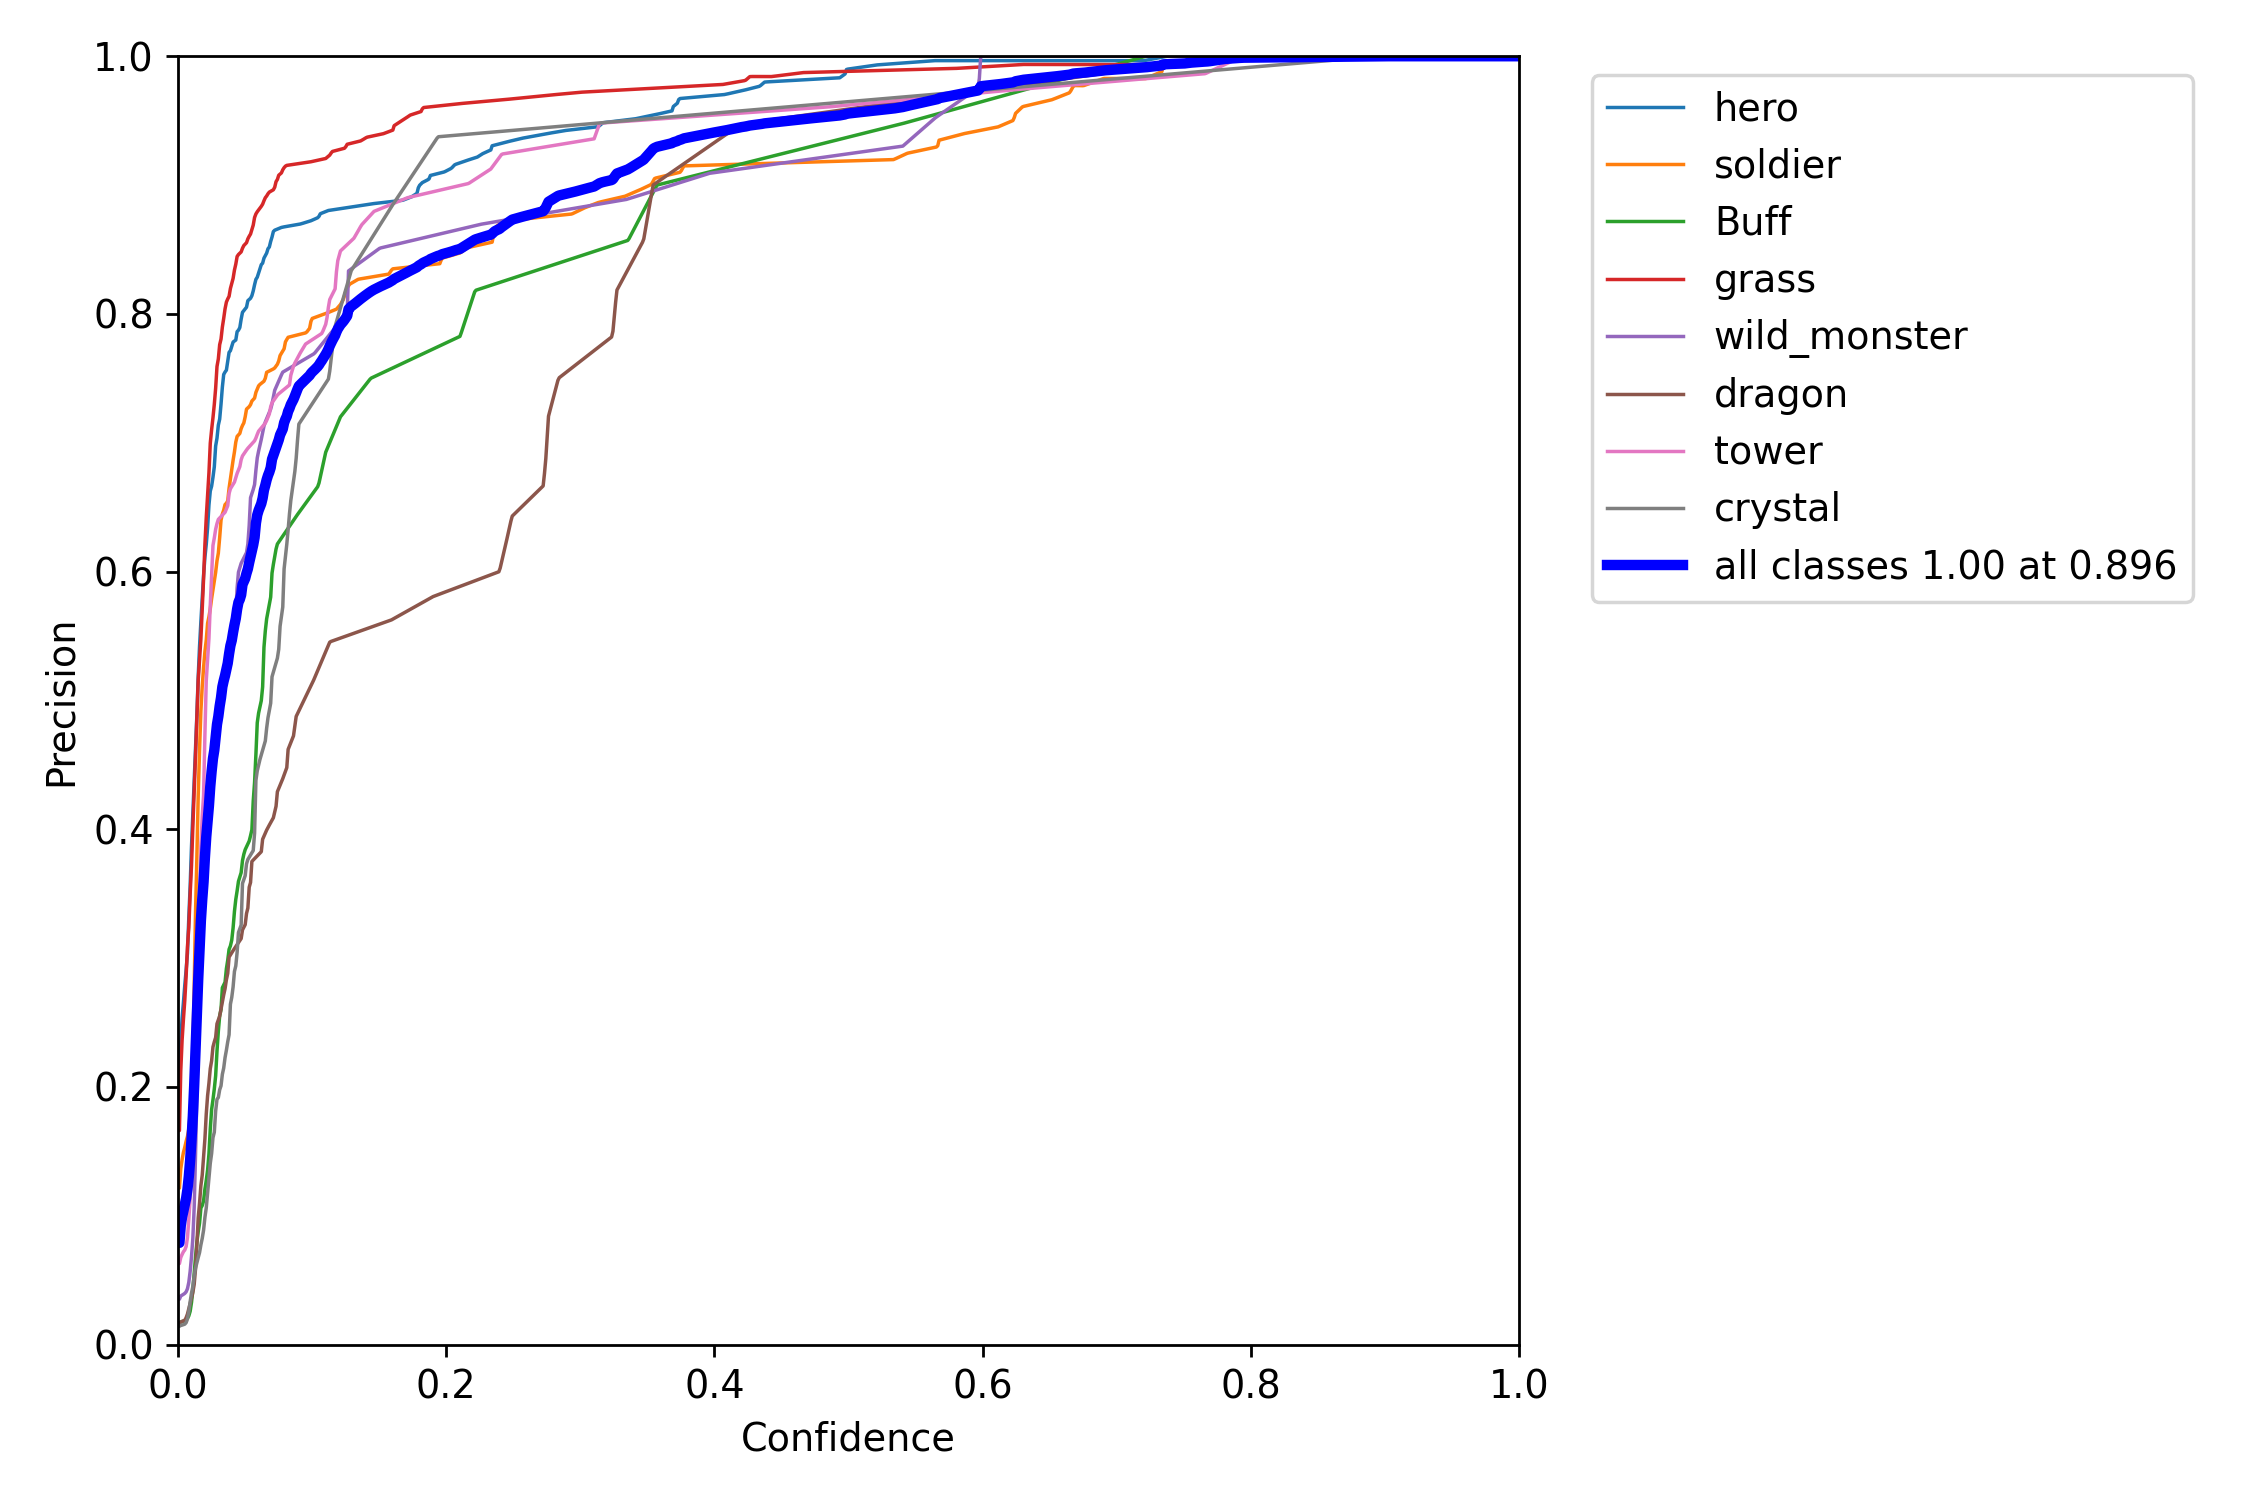 1.0
0.8
0.6
0.4
0.2
0.0
Precision
0.0 0.2 0.4 0.6 0.8 1.0
Confidence
hero
soldier
Buff
grass
wild_monster
dragon
tower
crystal
all classes 1.00 at 0.896